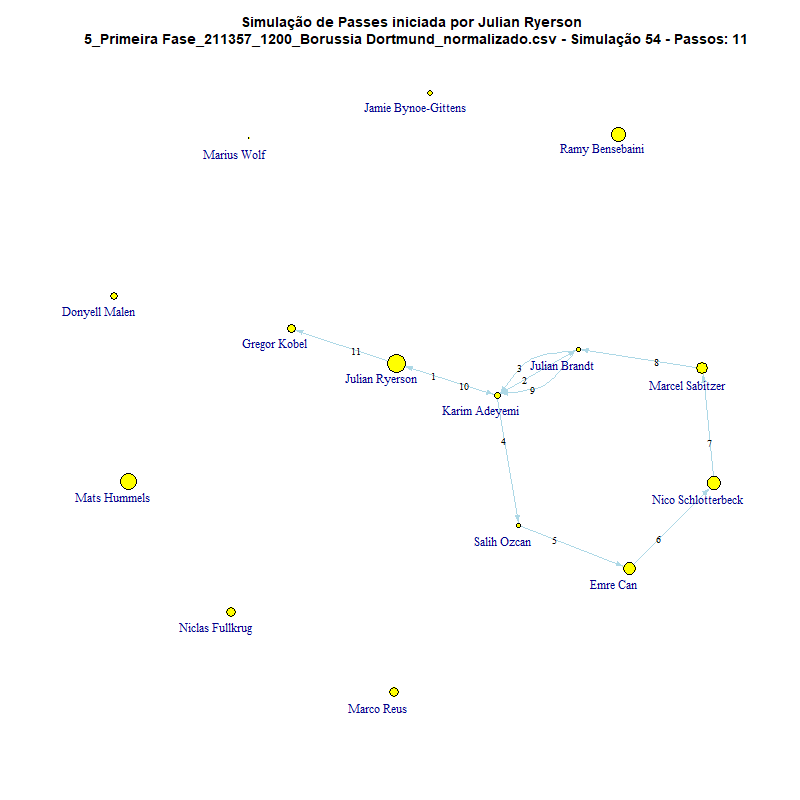 Simulação de Passes iniciada por Julian Ryerson
5_Primeira Fase_211357_1200_Borussia Dortmund_normalizado.csv - Simulação 54 - Passos: 11
Jamie Bynoe-Gittens
Ramy Bensebaini
Marius Wolf
Donyell Malen
Gregor Kobel
11
Julian Ryerson
1
10
3
2
9
Julian Brandt
8
Marcel Sabitzer
Karim Adeyemi
4
7
Mats Hummels
Nico Schlotterbeck
Salih Ozcan
5
6
Emre Can
Niclas Fullkrug
Marco Reus